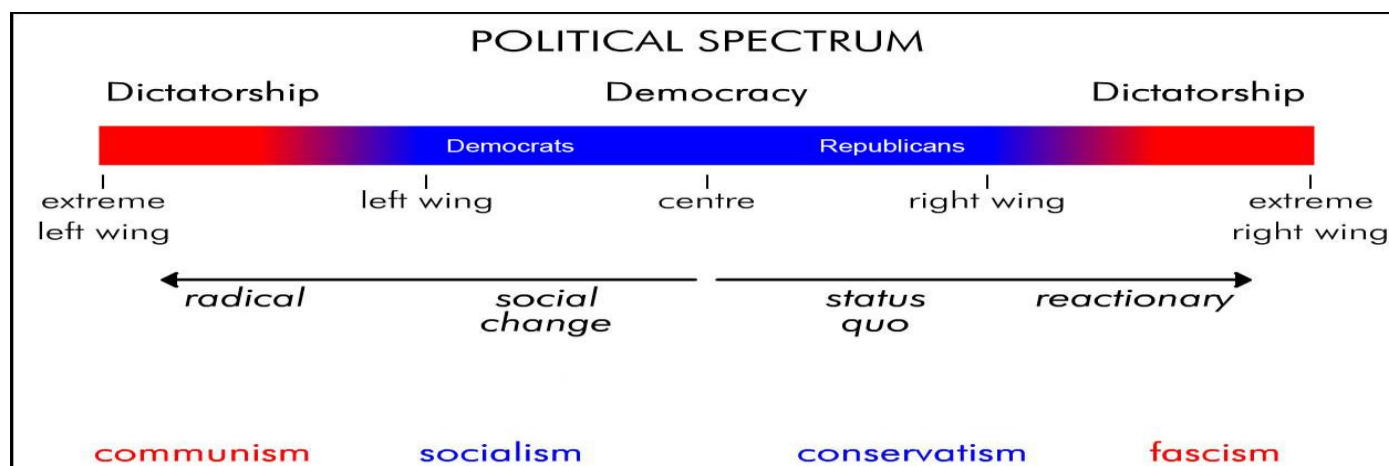 POLITICAL SPECTRUM
Dictatorship Democracy Dictatorship
Democrats Republicans
extreme left wing centre right wing extreme
left wing right wing
radical social status reactionary
change quo
communism socialism conservatism fascism